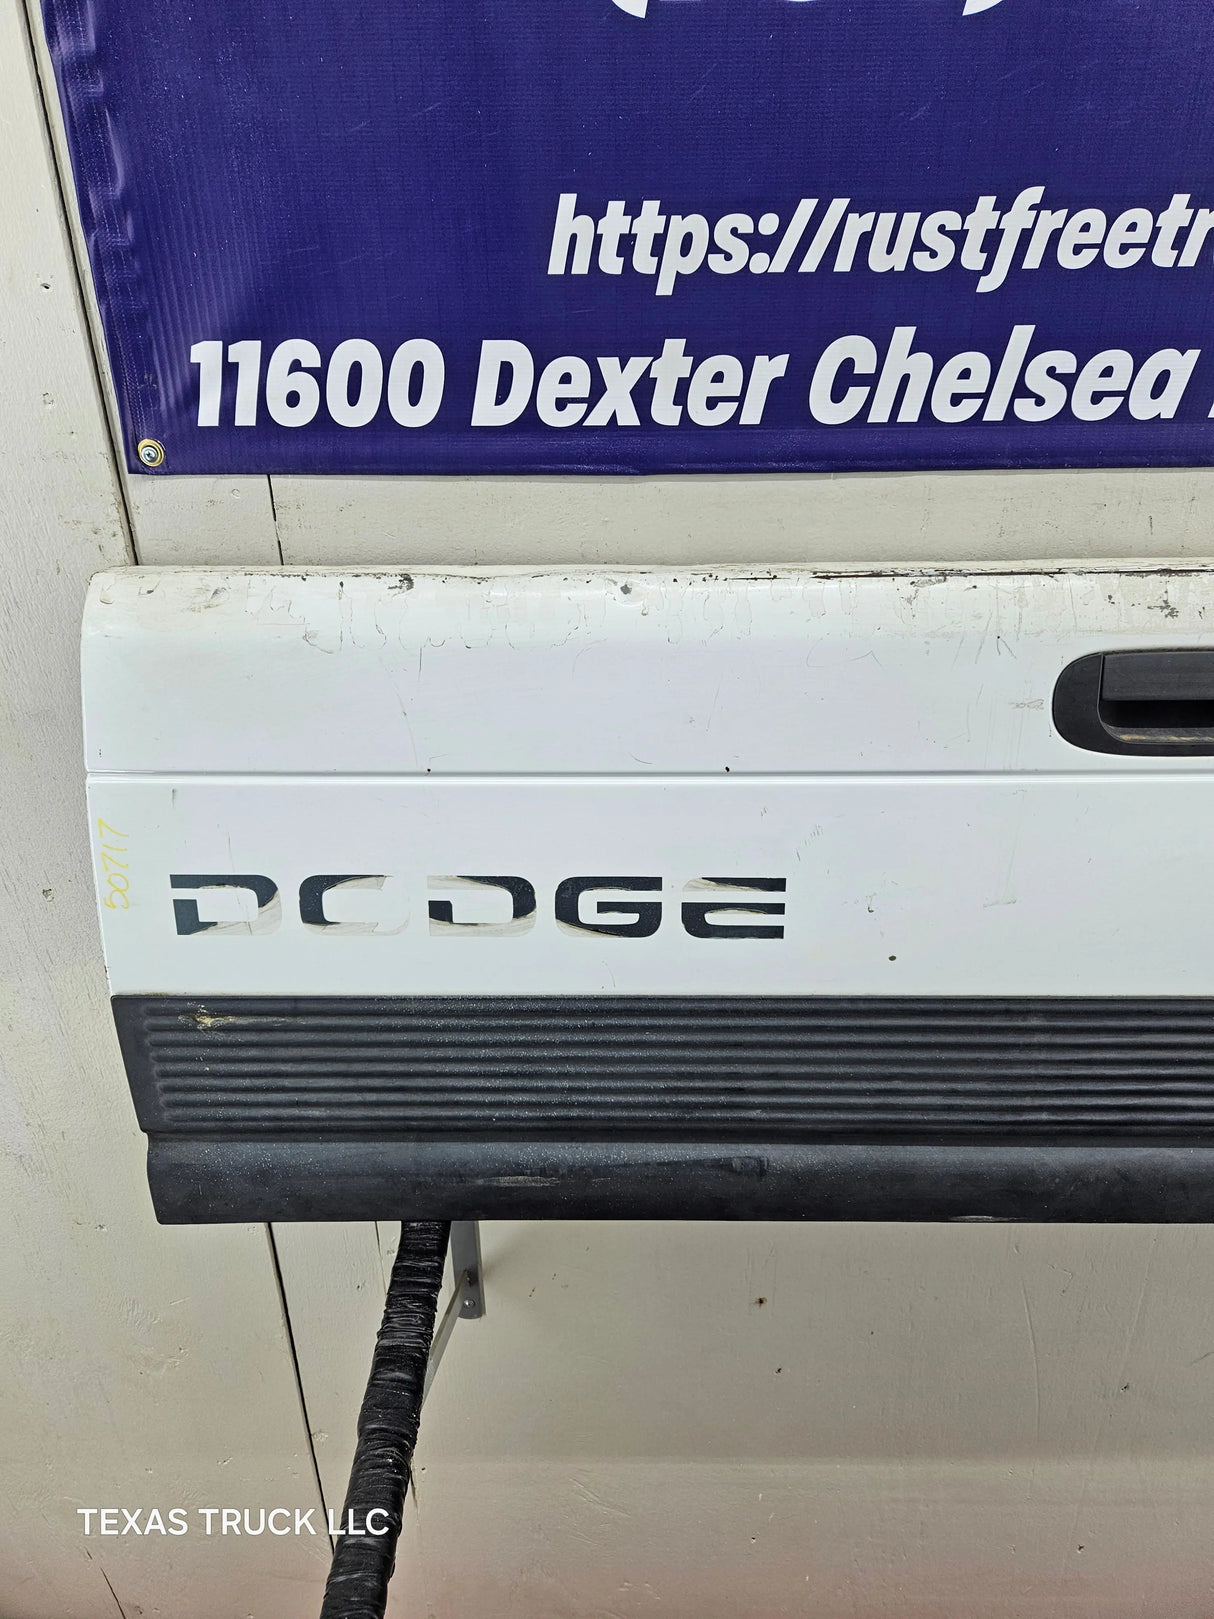 https://rustfreetr
11600 Dexter Chelsea
50717
DODGE
TEXAS TRUCK LLC